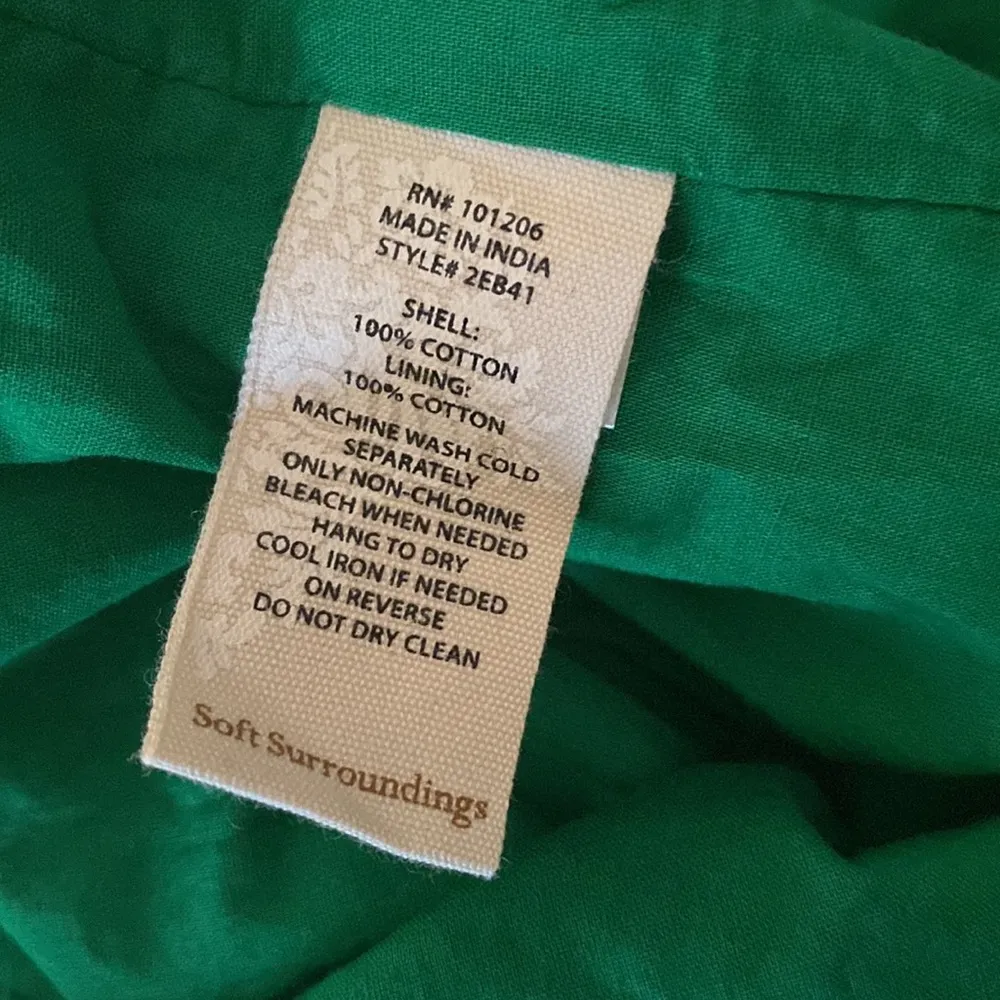 RN# 101206
MADE IN INDIA
STYLE# 2EB41
SHELL:
100% COTTON
LINING:
100% COTTON
MACHINE WASH COLD
SEPARATELY
ONLY NON-CHLORINE
BLEACH WHEN NEEDED
HANG TO DRY
COOL IRON IF NEEDED
ON REVERSE
DO NOT DRY CLEAN
Soft Surroundings